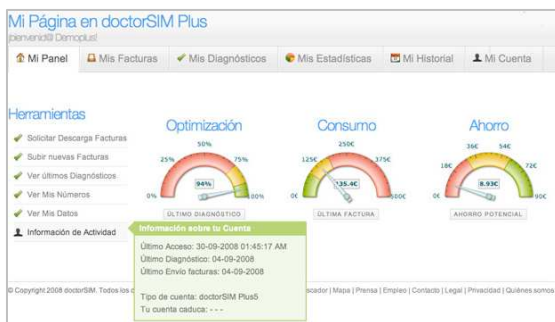 Mi Página en doctorSIM Plus
¡bienvenid@ Demoplus!
Mi Panel
Mis Facturas
Mis Diagnósticos
Mis Estadísticas
Mi Historial
Mi Cuenta
Herramientas
Solicitar Descarga Facturas
Subir nuevas Facturas
Ver últimos Diagnósticos
Ver Mis Números
Ver Mis Datos
Información de Actividad
Optimización
50%
25% 75%
0% 100%
94%
ÚLTIMO DIAGNÓSTICO
Consumo
250€
125€ 375€
0€ 500€
135.4€
ÚLTIMA FACTURA
Ahorro
36€ 54€
18€ 72€
0€ 90€
8.93€
AHORRO POTENCIAL
Información sobre tu Cuenta
Último Acceso: 30-09-2008 01:45:17 AM
Último Diagnóstico: 04-09-2008
Último Envío facturas: 04-09-2008
Tipo de cuenta: doctorSIM Plus5
Tu cuenta caduca: - - -
© Copyright 2008 doctorSIM. Todos los d
scador | Mapa | Prensa | Empleo | Contacto | Legal | Privacidad | Quiénes somos